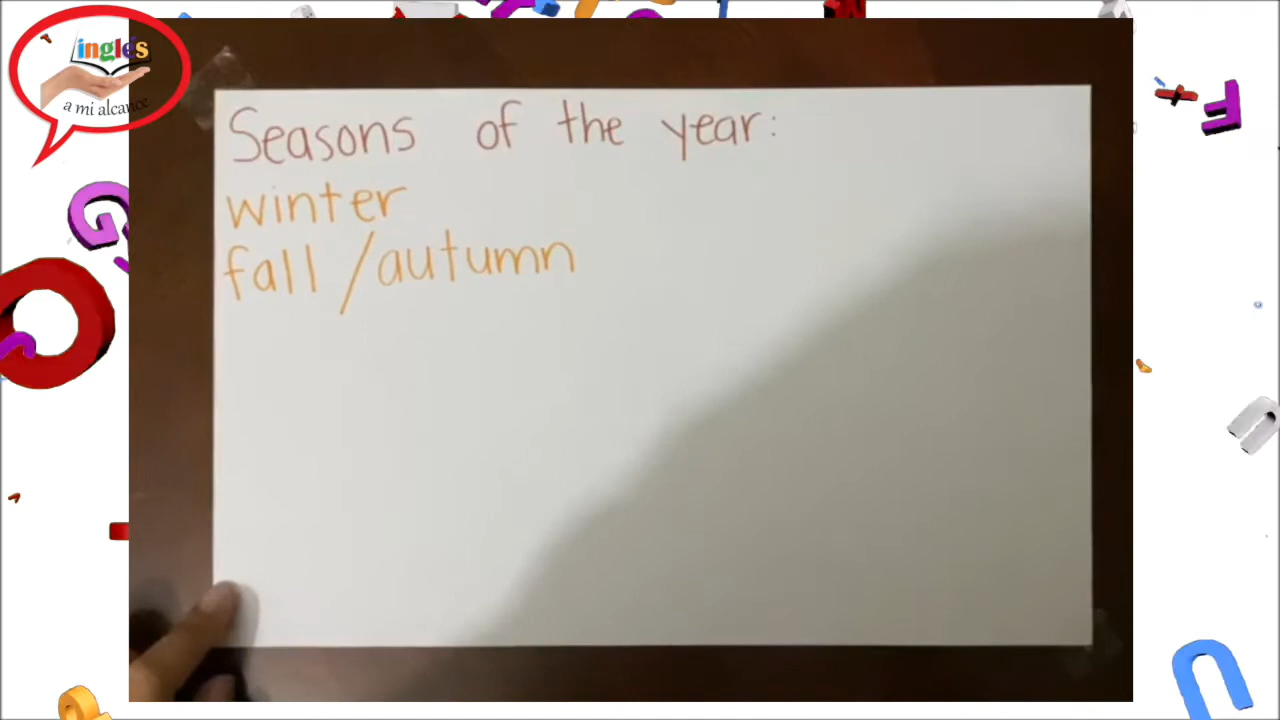 inglés
a mi alcance
Seasons of the year:
winter
fall/autumn